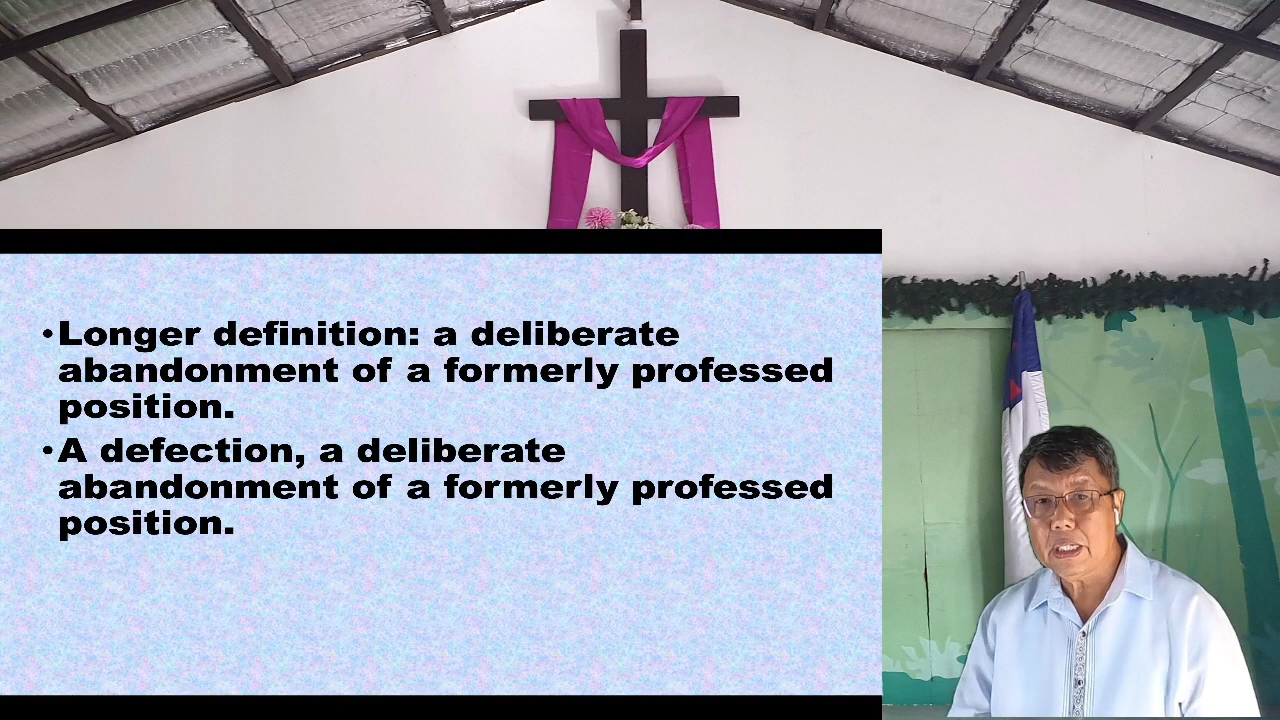 •Longer definition: a deliberate
abandonment of a formerly professed
position.
•A defection, a deliberate
abandonment of a formerly professed
position.